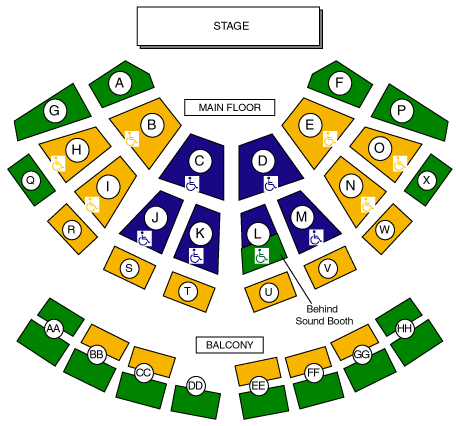 STAGE
A
F
G
P
MAIN FLOOR
B
E
H
O
C
D
Q
I
N
X
J
M
R
K
L
W
S
T
U
V
Behind
Sound Booth
AA
HH
BALCONY
BB
GG
CC
FF
DD
EE